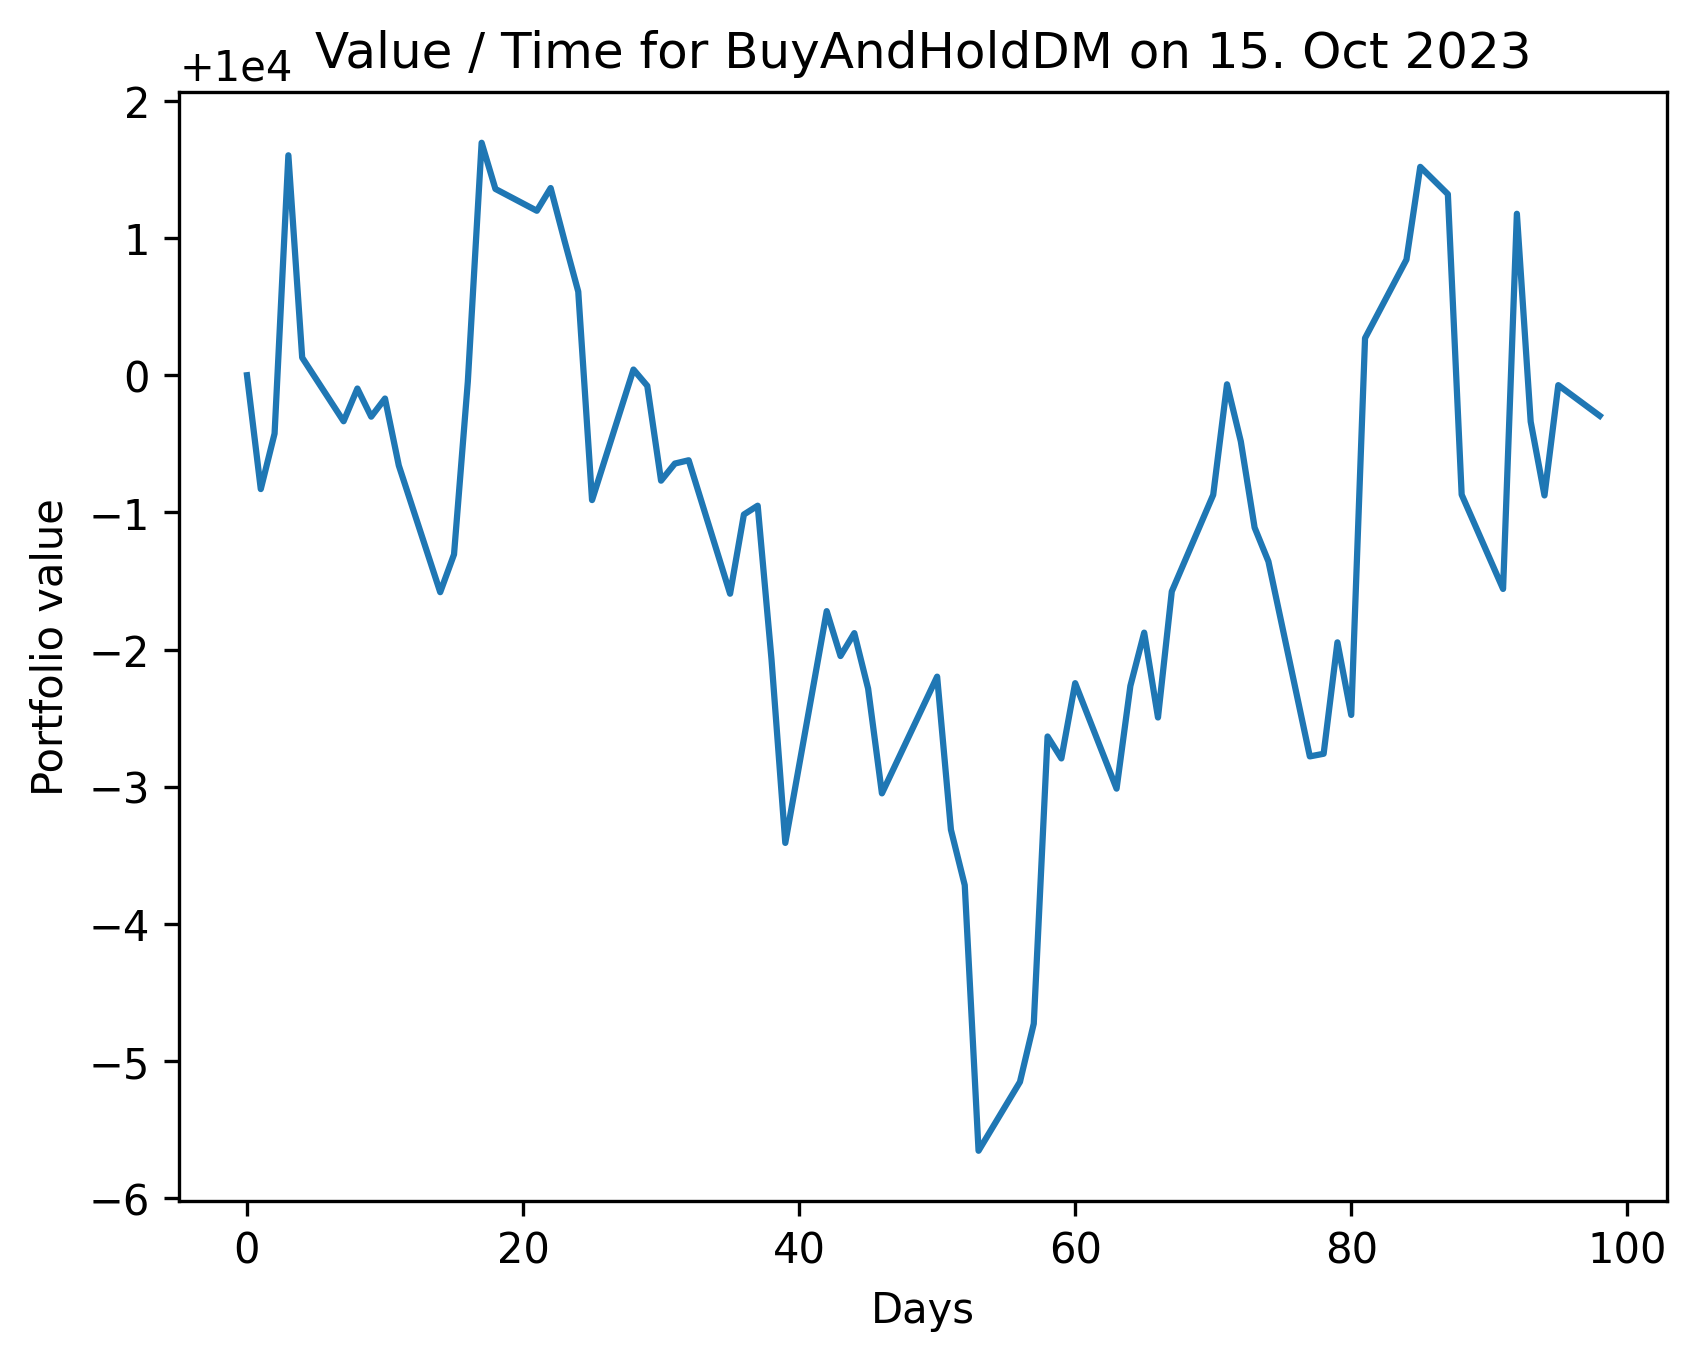 Value / Time for BuyAndHoldDM on 15. Oct 2023
+1e4
2
1
0
−1
−2
−3
−4
−5
−6
Portfolio value
0 20 40 60 80 100
Days